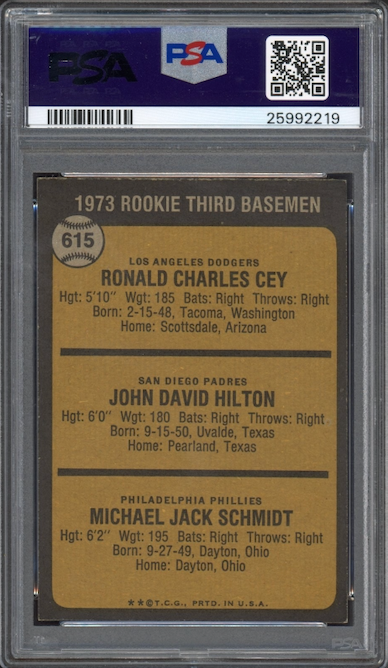 PSA PSA
25992219
1973 ROOKIE THIRD BASEMEN
615
LOS ANGELES DODGERS
RONALD CHARLES CEY
Hgt: 5'10" Wgt: 185 Bats: Right Throws: Right
Born: 2-15-48, Tacoma, Washington
Home: Scottsdale, Arizona
SAN DIEGO PADRES
JOHN DAVID HILTON
Hgt: 6'0" Wgt: 180 Bats: Right Throws: Right
Born: 9-15-50, Uvalde, Texas
Home: Pearland, Texas
PHILADELPHIA PHILLIES
MICHAEL JACK SCHMIDT
Hgt: 6'2" Wgt: 195 Bats: Right Throws: Right
Born: 9-27-49, Dayton, Ohio
Home: Dayton, Ohio
**©T.C.G., PRTD. IN U.S.A.